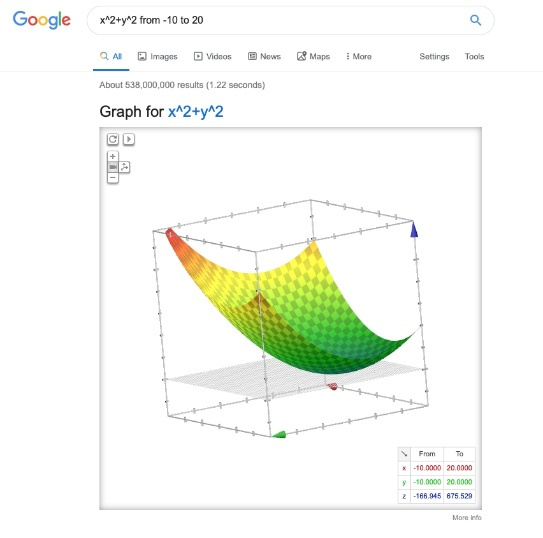 Google
x^2+y^2 from -10 to 20
All Images Videos News Maps More Settings Tools
About 538,000,000 results (1.22 seconds)
Graph for x^2+y^2
From To
x -10.0000 20.0000
y -10.0000 20.0000
z -166.945 675.529
More info